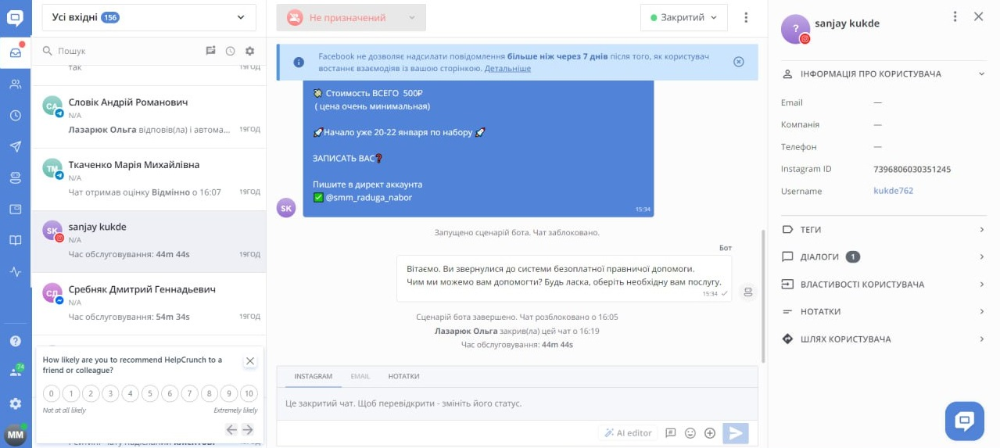 Усі вхідні 156
Пошук
так
19ГОД
СА
Словік Андрій Романович
N/A
Лазарюк Ольга відповів(ла) і автома...
19ГОД
ТМ
Ткаченко Марія Михайлівна
N/A
Чат отримав оцінку Відмінно о 16:07
19ГОД
SK
sanjay kukde
N/A
Час обслуговування: 44m 44s
19ГОД
СД
Сребняк Дмитрий Геннадьевич
N/A
Час обслуговування: 54m 34s
19ГОД
How likely are you to recommend HelpCrunch to a
friend or colleague?
0 1 2 3 4 5 6 7 8 9 10
Not at all likely
Extremely likely
74
MM
Не призначений
Закритий
Facebook не дозволяє надсилати повідомлення більше ніж через 7 днів після того, як користувач
востаннє взаємодіяв із вашою сторінкою. Детальніше
Стоимость ВСЕГО 500₽
( цена очень минимальная)
🚀Начало уже 20-22 января по набору 🚀
ЗАПИСАТЬ ВАС❓
Пишите в директ аккаунта
✅ @smm_raduga_nabor
15:34
SK
Запущено сценарій бота. Чат заблоковано.
Бот
Вітаємо. Ви звернулися до системи безоплатної правничої допомоги.
Чим ми можемо вам допомогти? Будь ласка, оберіть необхідну вам послугу.
15:34
Сценарій бота завершено. Чат розблоковано о 16:05
Лазарюк Ольга закрив(ла) цей чат о 16:19
Час обслуговування: 44m 44s
INSTAGRAM EMAIL НОТАТКИ
Це закритий чат. Щоб перевідкрити - змініть його статус.
AI editor
?
sanjay kukde
ІНФОРМАЦІЯ ПРО КОРИСТУВАЧА
Email —
Компанія —
Телефон —
Instagram ID 7396806030351245
Username kukde762
ТЕГИ
ДІАЛОГИ 1
ВЛАСТИВОСТІ КОРИСТУВАЧА
НОТАТКИ
ШЛЯХ КОРИСТУВАЧА